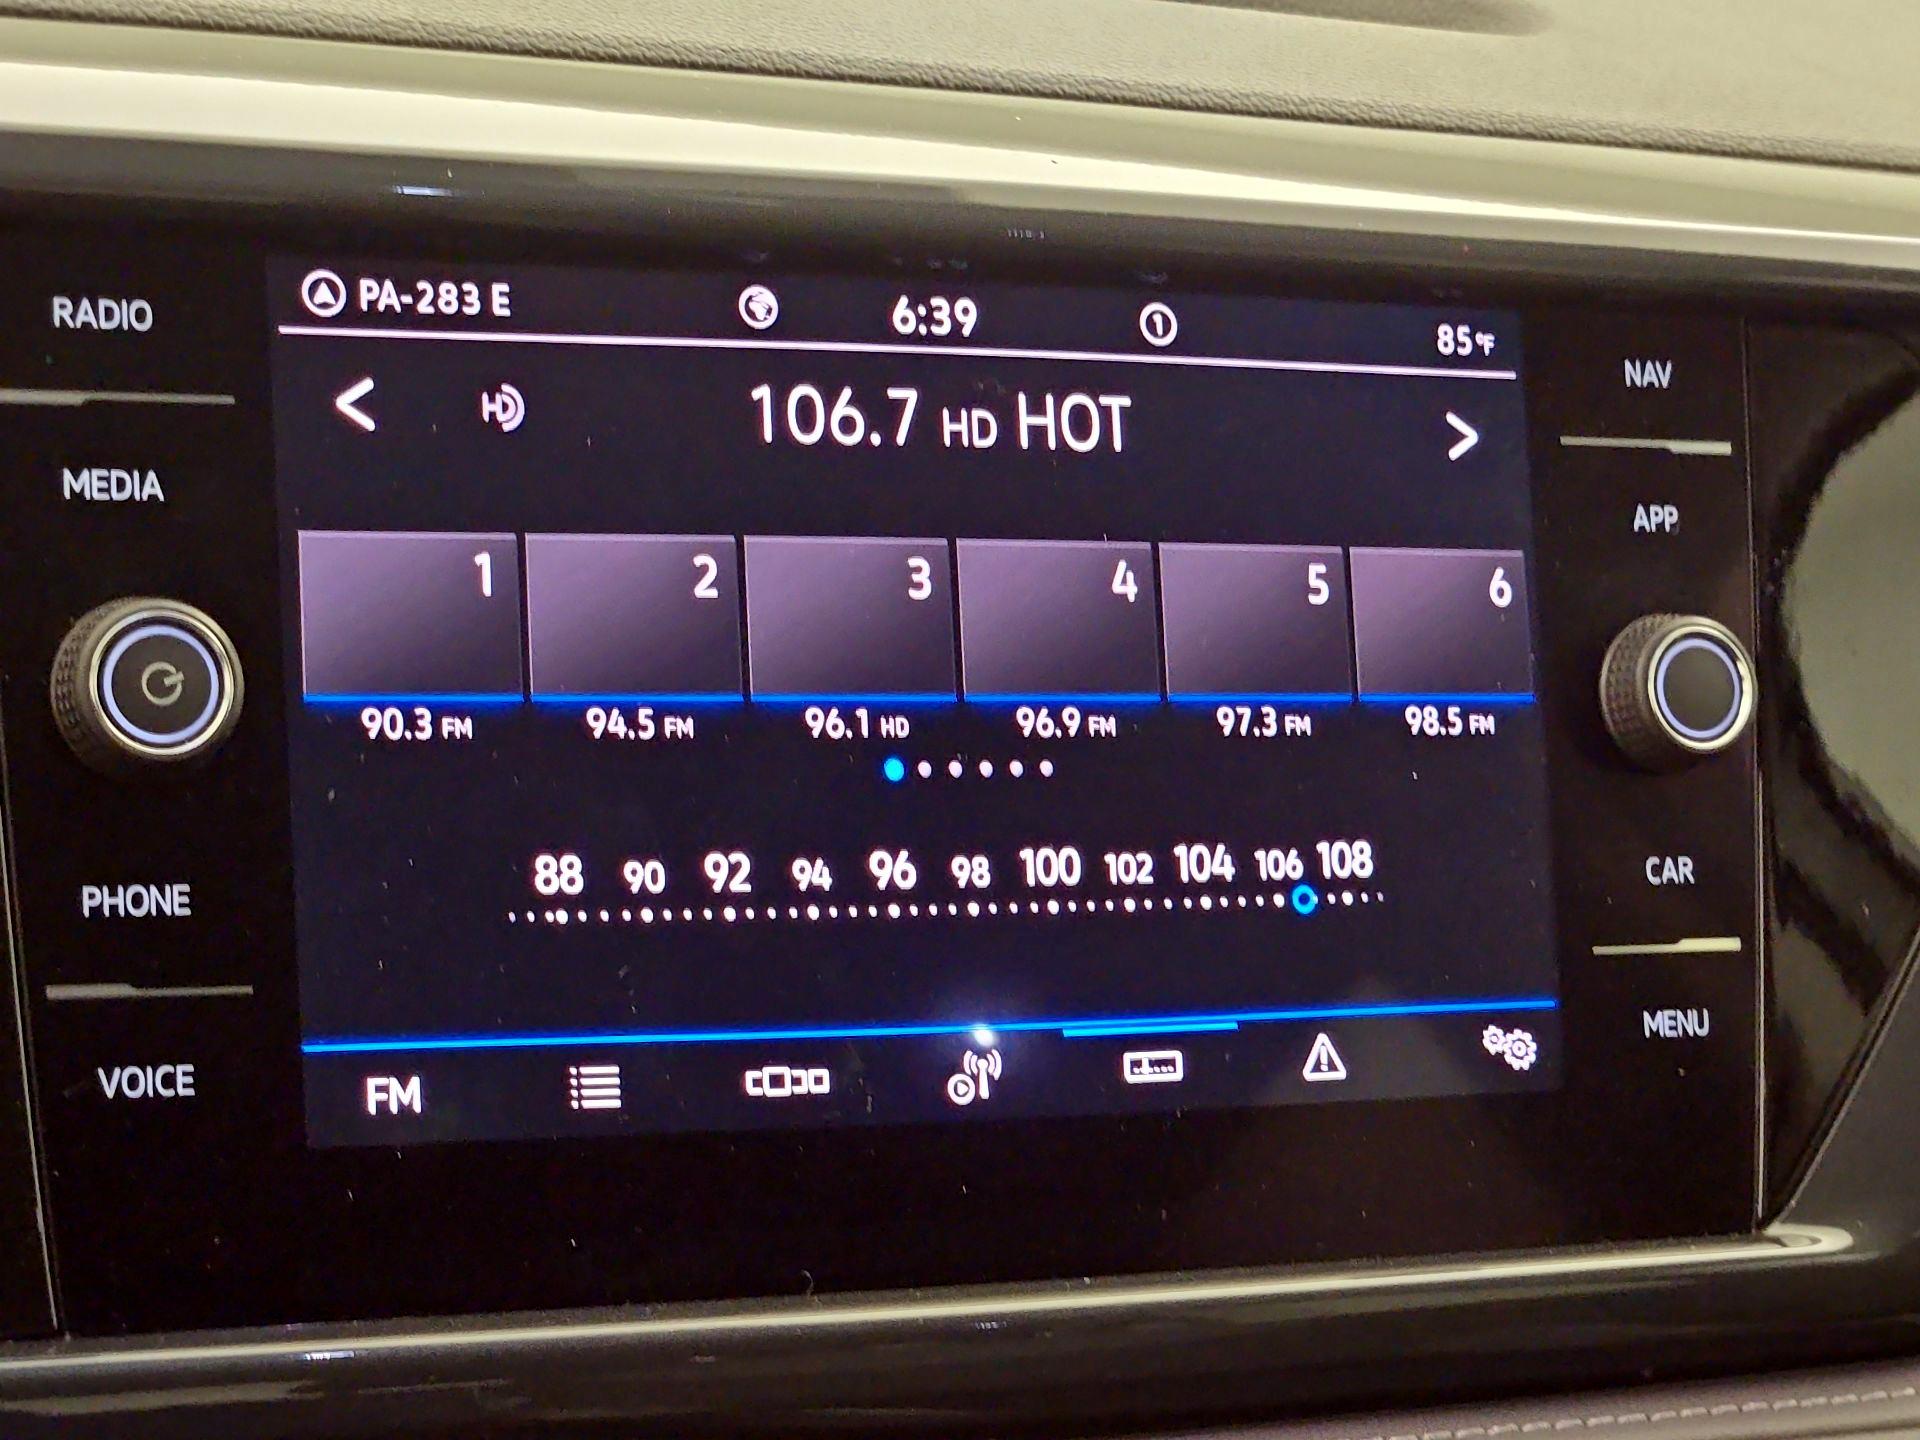 RADIO
MEDIA
PHONE
VOICE
PA-283 E
6:39
1
85°F
HD
106.7 HD HOT
1 2 3 4 5 6
90.3 FM 94.5 FM 96.1 HD 96.9 FM 97.3 FM 98.5 FM
88 90 92 94 96 98 100 102 104 106 108
FM
NAV
APP
CAR
MENU